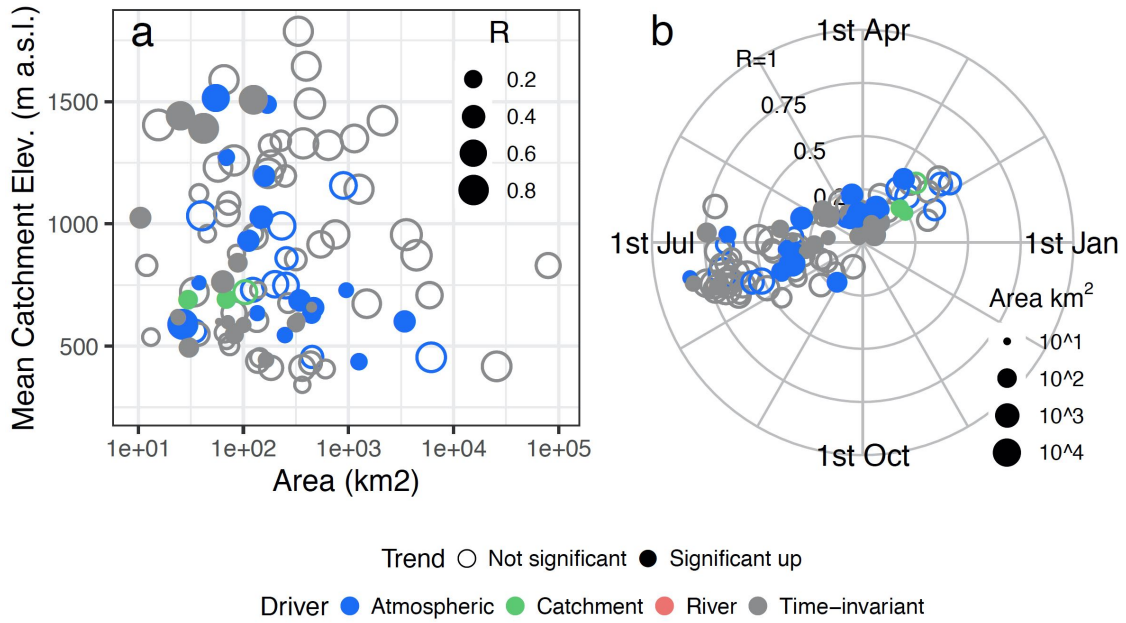 a
R
0.2
0.4
0.6
0.8
1500
1000
500
Mean Catchment Elev. (m a.s.l.)
1e+01 1e+02 1e+03 1e+04 1e+05
Area (km2)
b
1st Apr
R=1
0.75
0.5
1st Jul
1st Jan
1st Oct
Area km²
10^1
10^2
10^3
10^4
Trend Not significant Significant up
Driver Atmospheric Catchment River Time−invariant